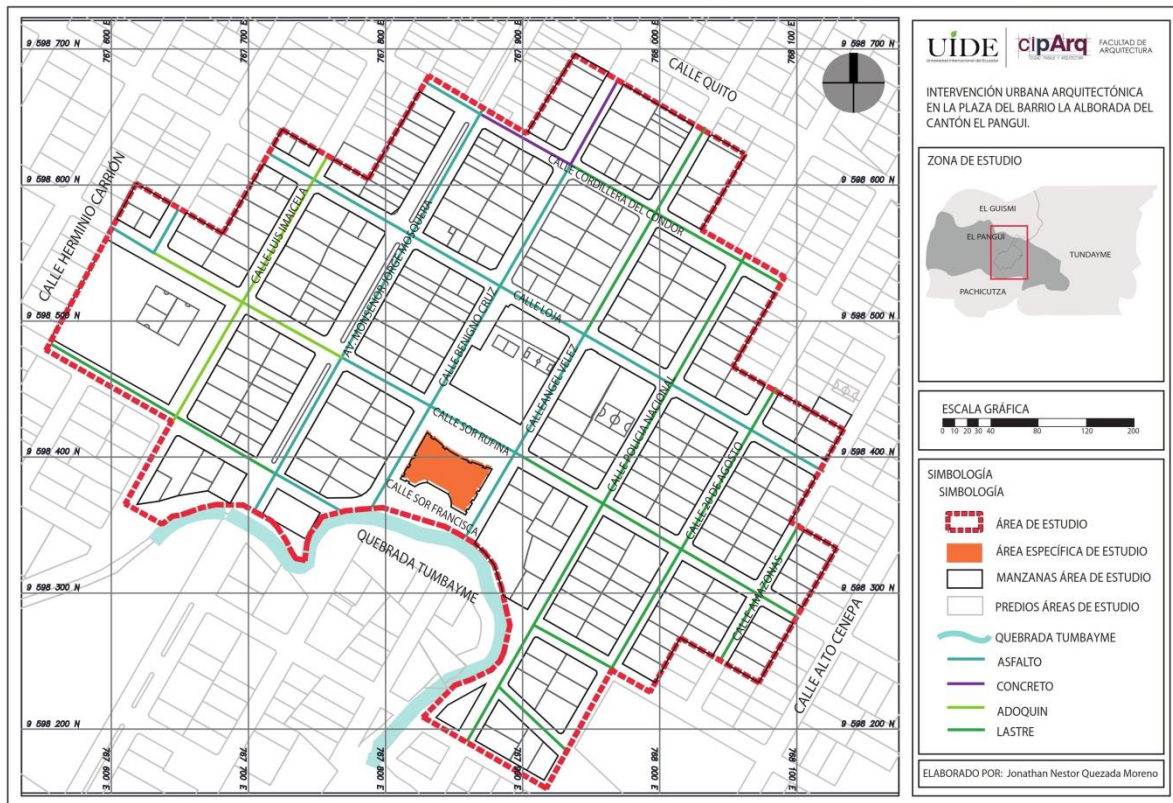 767 600 E
767 700 E
767 800 E
767 900 E
768 000 E
768 100 E
9 598 700 N
9 598 700 N
CALLE QUITO
9 598 600 N
9 598 600 N
CALLE HERMINIO CARRIÓN
CALLE LUIS IMAICELA
AV. MONSEÑOR JORGE MOSQUERA
CALLE BENIGNO CRUZ
CALLE CORDILLERA DEL CONDOR
CALLE LOJA
CALLE ANGEL VELEZ
9 598 500 N
9 598 500 N
CALLE SOR RUFINA
CALLE POLICIA NACIONAL
CALLE 20 DE AGOSTO
9 598 400 N
9 598 400 N
CALLE SOR FRANCISCA
QUEBRADA TUMBAYME
CALLE AMAZONAS
CALLE ALTO CENEPA
9 598 300 N
9 598 300 N
9 598 200 N
9 598 200 N
767 600 E
767 700 E
767 800 E
767 900 E
768 000 E
768 100 E
UIDE
Universidad Internacional del Ecuador
cipArq
FACULTAD DE
ARQUITECTURA
INTERVENCIÓN URBANA ARQUITECTÓNICA
EN LA PLAZA DEL BARRIO LA ALBORADA DEL
CANTÓN EL PANGUI.
ZONA DE ESTUDIO
EL GUISMI
EL PANGUI
TUNDAYME
PACHICUTZA
ESCALA GRÁFICA
0 10 20 30 40 80 120 200
SIMBOLOGÍA
SIMBOLOGÍA
ÁREA DE ESTUDIO
ÁREA ESPECÍFICA DE ESTUDIO
MANZANAS ÁREA DE ESTUDIO
PREDIOS ÁREAS DE ESTUDIO
QUEBRADA TUMBAYME
ASFALTO
CONCRETO
ADOQUIN
LASTRE
ELABORADO POR: Jonathan Nestor Quezada Moreno